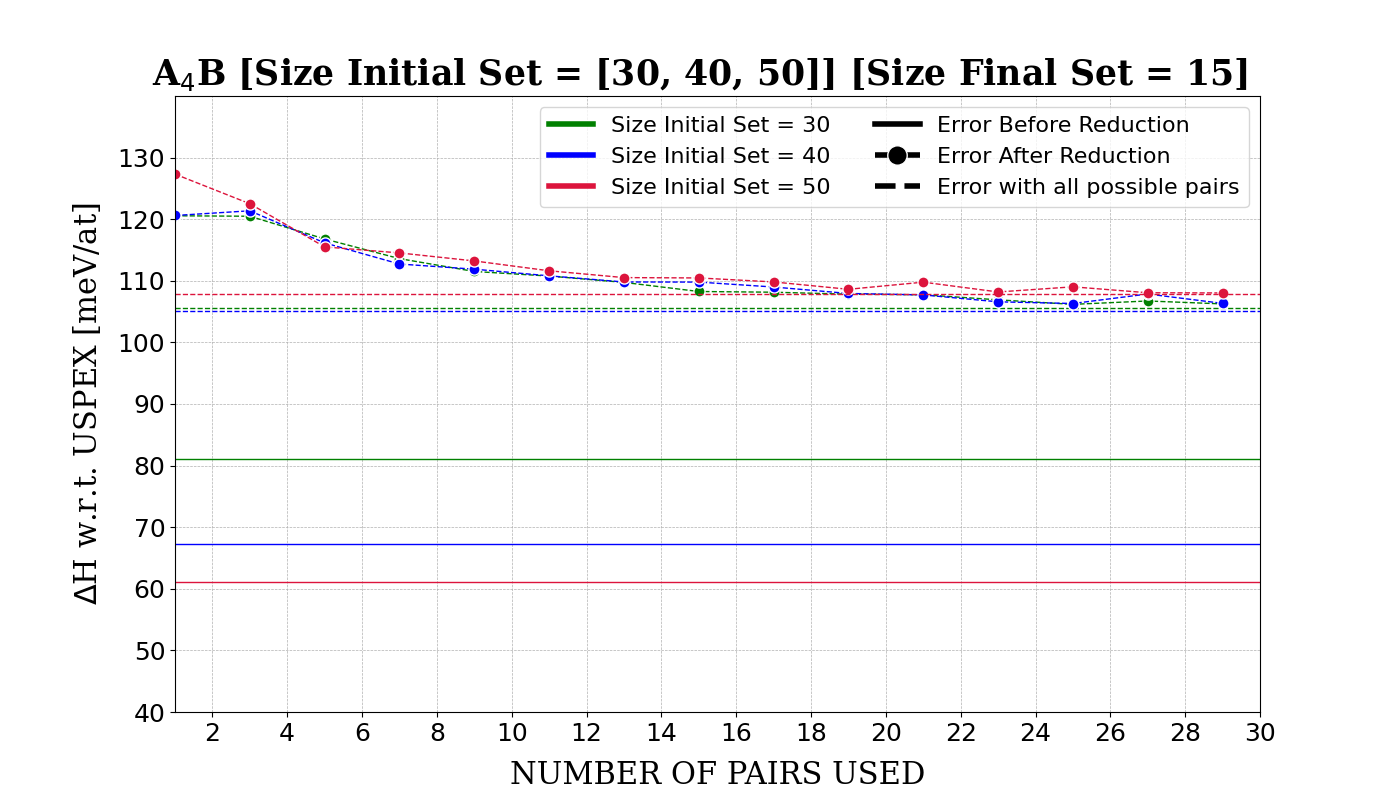 A₄B [Size Initial Set = [30, 40, 50]] [Size Final Set = 15]
Size Initial Set = 30
Size Initial Set = 40
Size Initial Set = 50
Error Before Reduction
Error After Reduction
Error with all possible pairs
ΔH w.r.t. USPEX [meV/at]
130
120
110
100
90
80
70
60
50
40
2 4 6 8 10 12 14 16 18 20 22 24 26 28 30
NUMBER OF PAIRS USED